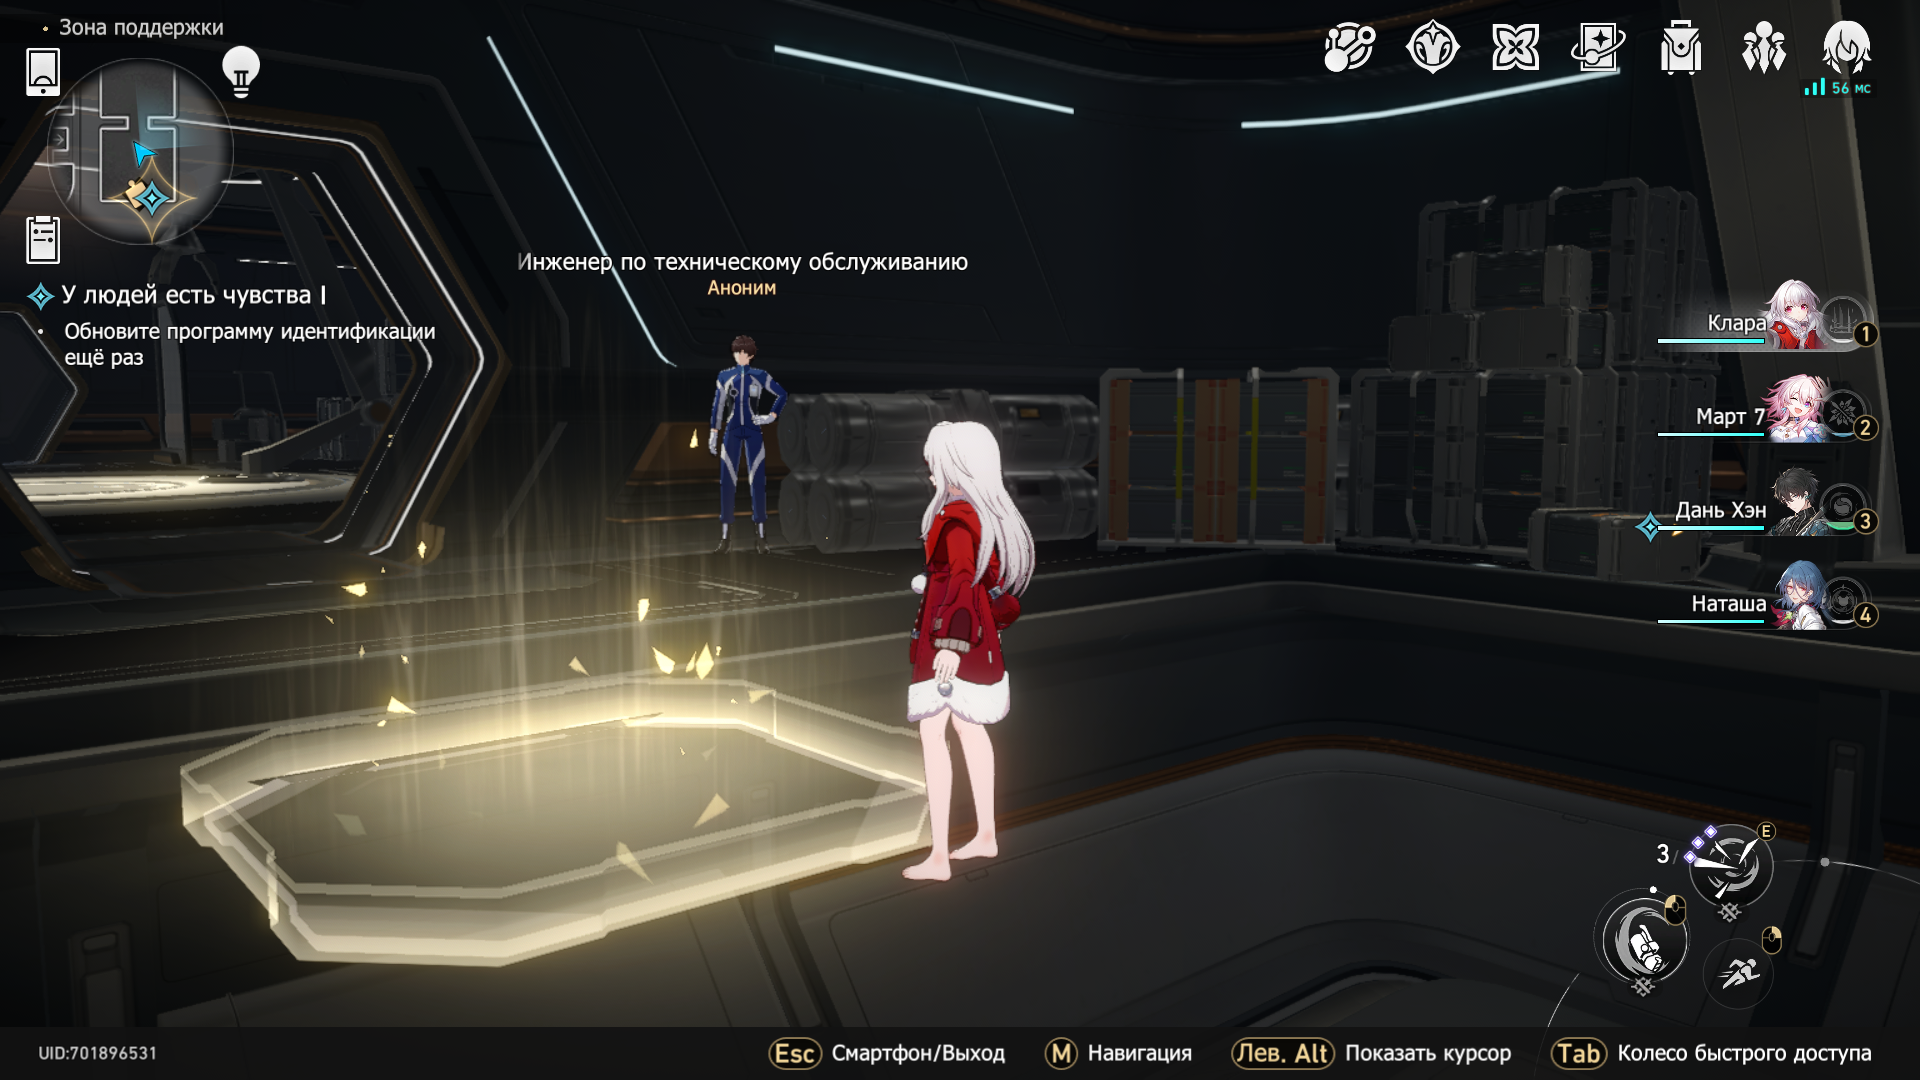 Зона поддержки
56 мс
Инженер по техническому обслуживанию
Аноним
У людей есть чувства I
Обновите программу идентификации
ещё раз
Клара
1
Март 7
2
Дань Хэн
3
Наташа
4
E
3/
UID:701896531
Esc Смартфон/Выход
M Навигация
Лев. Alt Показать курсор
Tab Колесо быстрого доступа